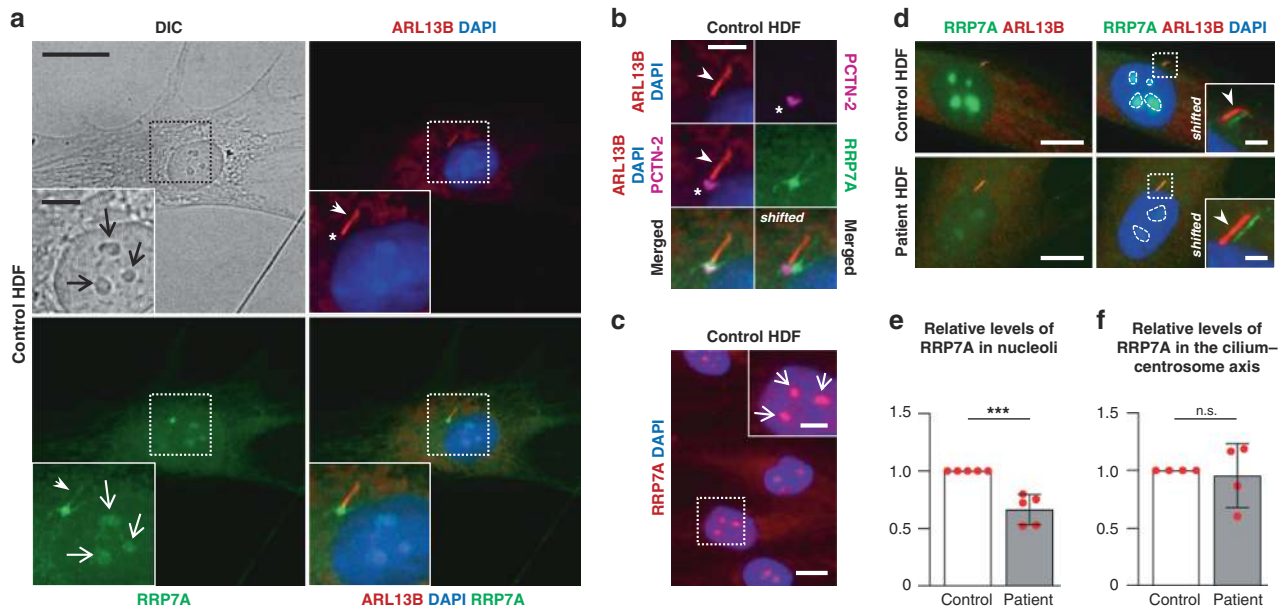 a
DIC
ARL13B DAPI
Control HDF
*
RRP7A
ARL13B DAPI RRP7A
b
Control HDF
ARL13B
DAPI
PCTN-2
*
ARL13B
DAPI
PCTN-2
*
RRP7A
Merged
shifted
Merged
c
Control HDF
RRP7A DAPI
d
RRP7A ARL13B
RRP7A ARL13B DAPI
Control HDF
shifted
Patient HDF
shifted
e
Relative levels of
RRP7A in nucleoli
1.5
1.0
0.5
0
***
Control
Patient
f
Relative levels of
RRP7A in the cilium–
centrosome axis
1.5
1.0
0.5
0
n.s.
Control
Patient